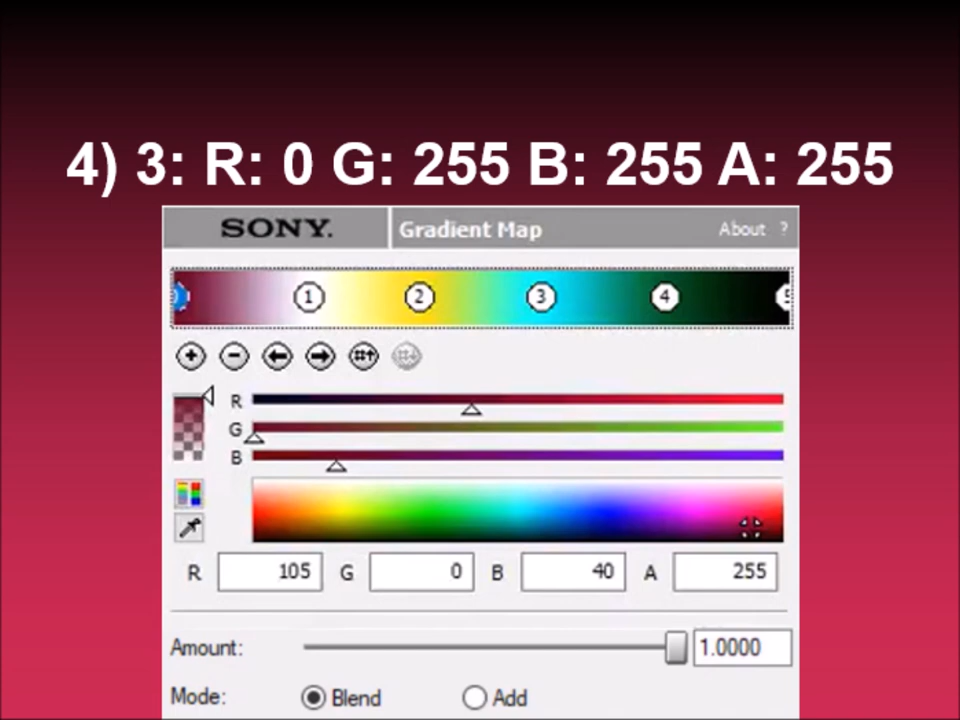 4) 3: R: 0 G: 255 B: 255 A: 255
SONY. Gradient Map About ?
1 2 3 4 5
R
G
B
R 105 G 0 B 40 A 255
Amount: 1.0000
Mode: Blend Add